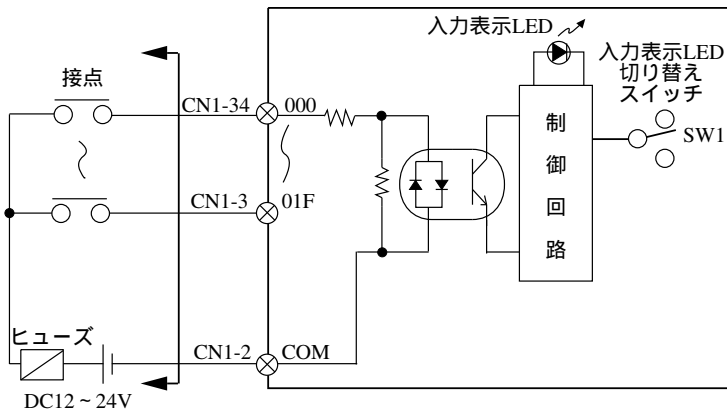 入力表示LED
入力表示LED
切り替え
スイッチ
接点
CN1-34
000
SW1
制
御
回
路
CN1-3
01F
ヒューズ
CN1-2
COM
DC12~24V